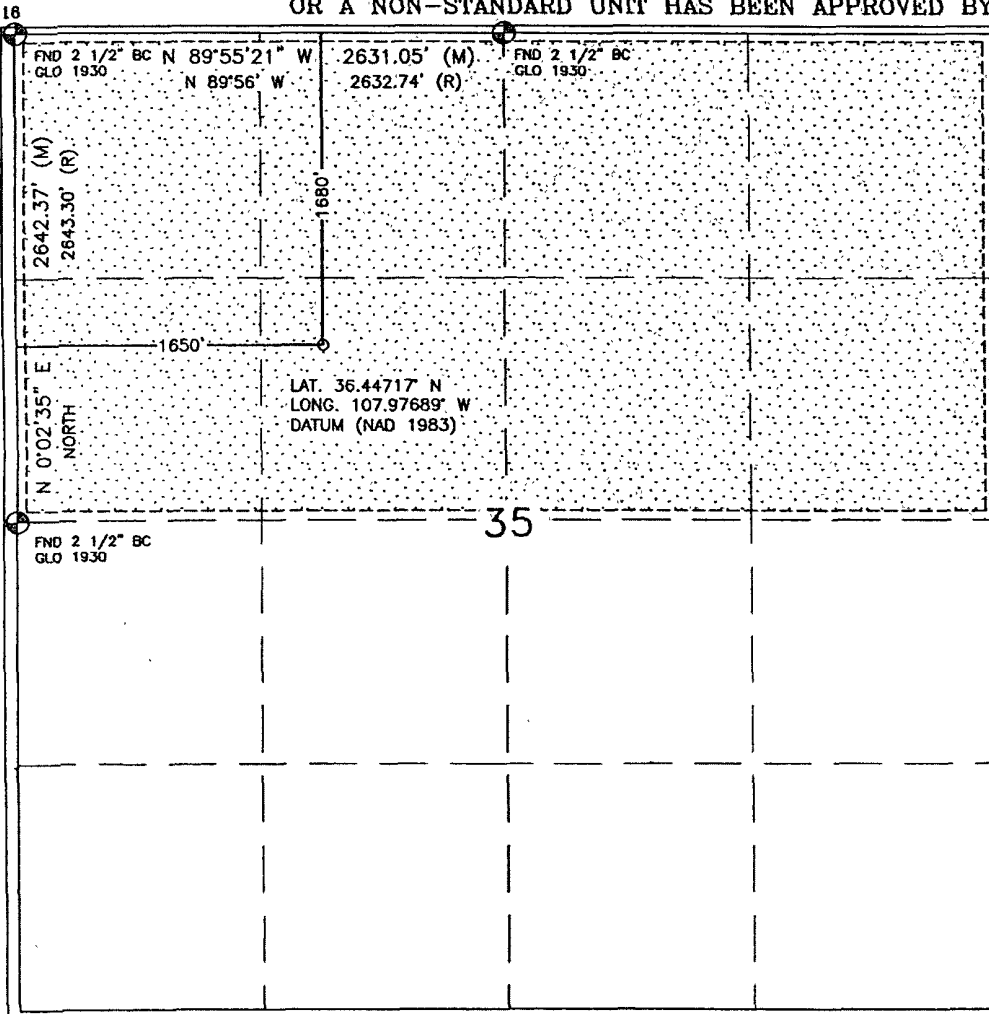 OR A NON-STANDARD UNIT HAS BEEN APPROVED BY
16
FND 2 1/2" BC
GLO 1930
N 89°55'21" W
2631.05' (M)
N 89°56' W
2632.74' (R)
FND 2 1/2" BC
GLO 1930
2642.37' (M)
2643.30' (R)
1680'
1650'
LAT. 36.44717° N
LONG. 107.97689° W
DATUM (NAD 1983)
N 0°02'35" E
NORTH
35
FND 2 1/2" BC
GLO 1930